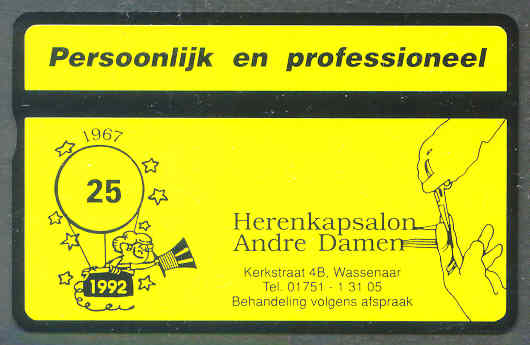 Persoonlijk en professioneel
1967
25
1992
Herenkapsalon
Andre Damen
Kerkstraat 4B, Wassenaar
Tel. 01751 - 1 31 05
Behandeling volgens afspraak